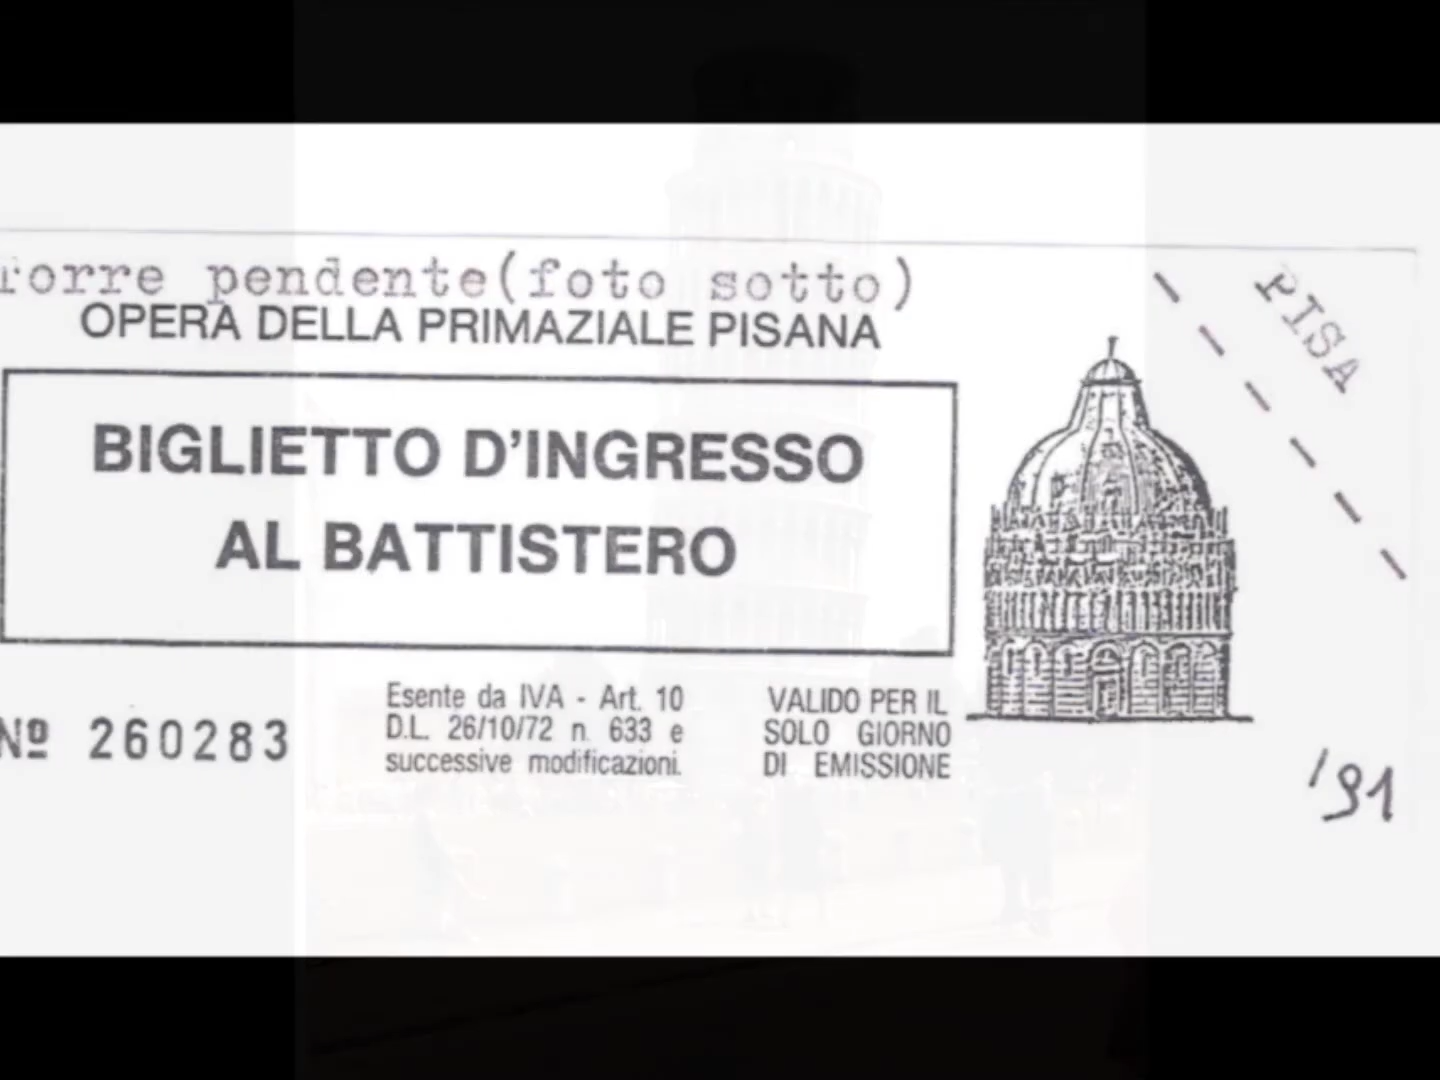 Torre pendente(foto sotto)
OPERA DELLA PRIMAZIALE PISANA
PISA
BIGLIETTO D'INGRESSO
AL BATTISTERO
Nº 260283
Esente da IVA - Art. 10
D.L. 26/10/72 n. 633 e
successive modificazioni.
VALIDO PER IL
SOLO GIORNO
DI EMISSIONE
'91